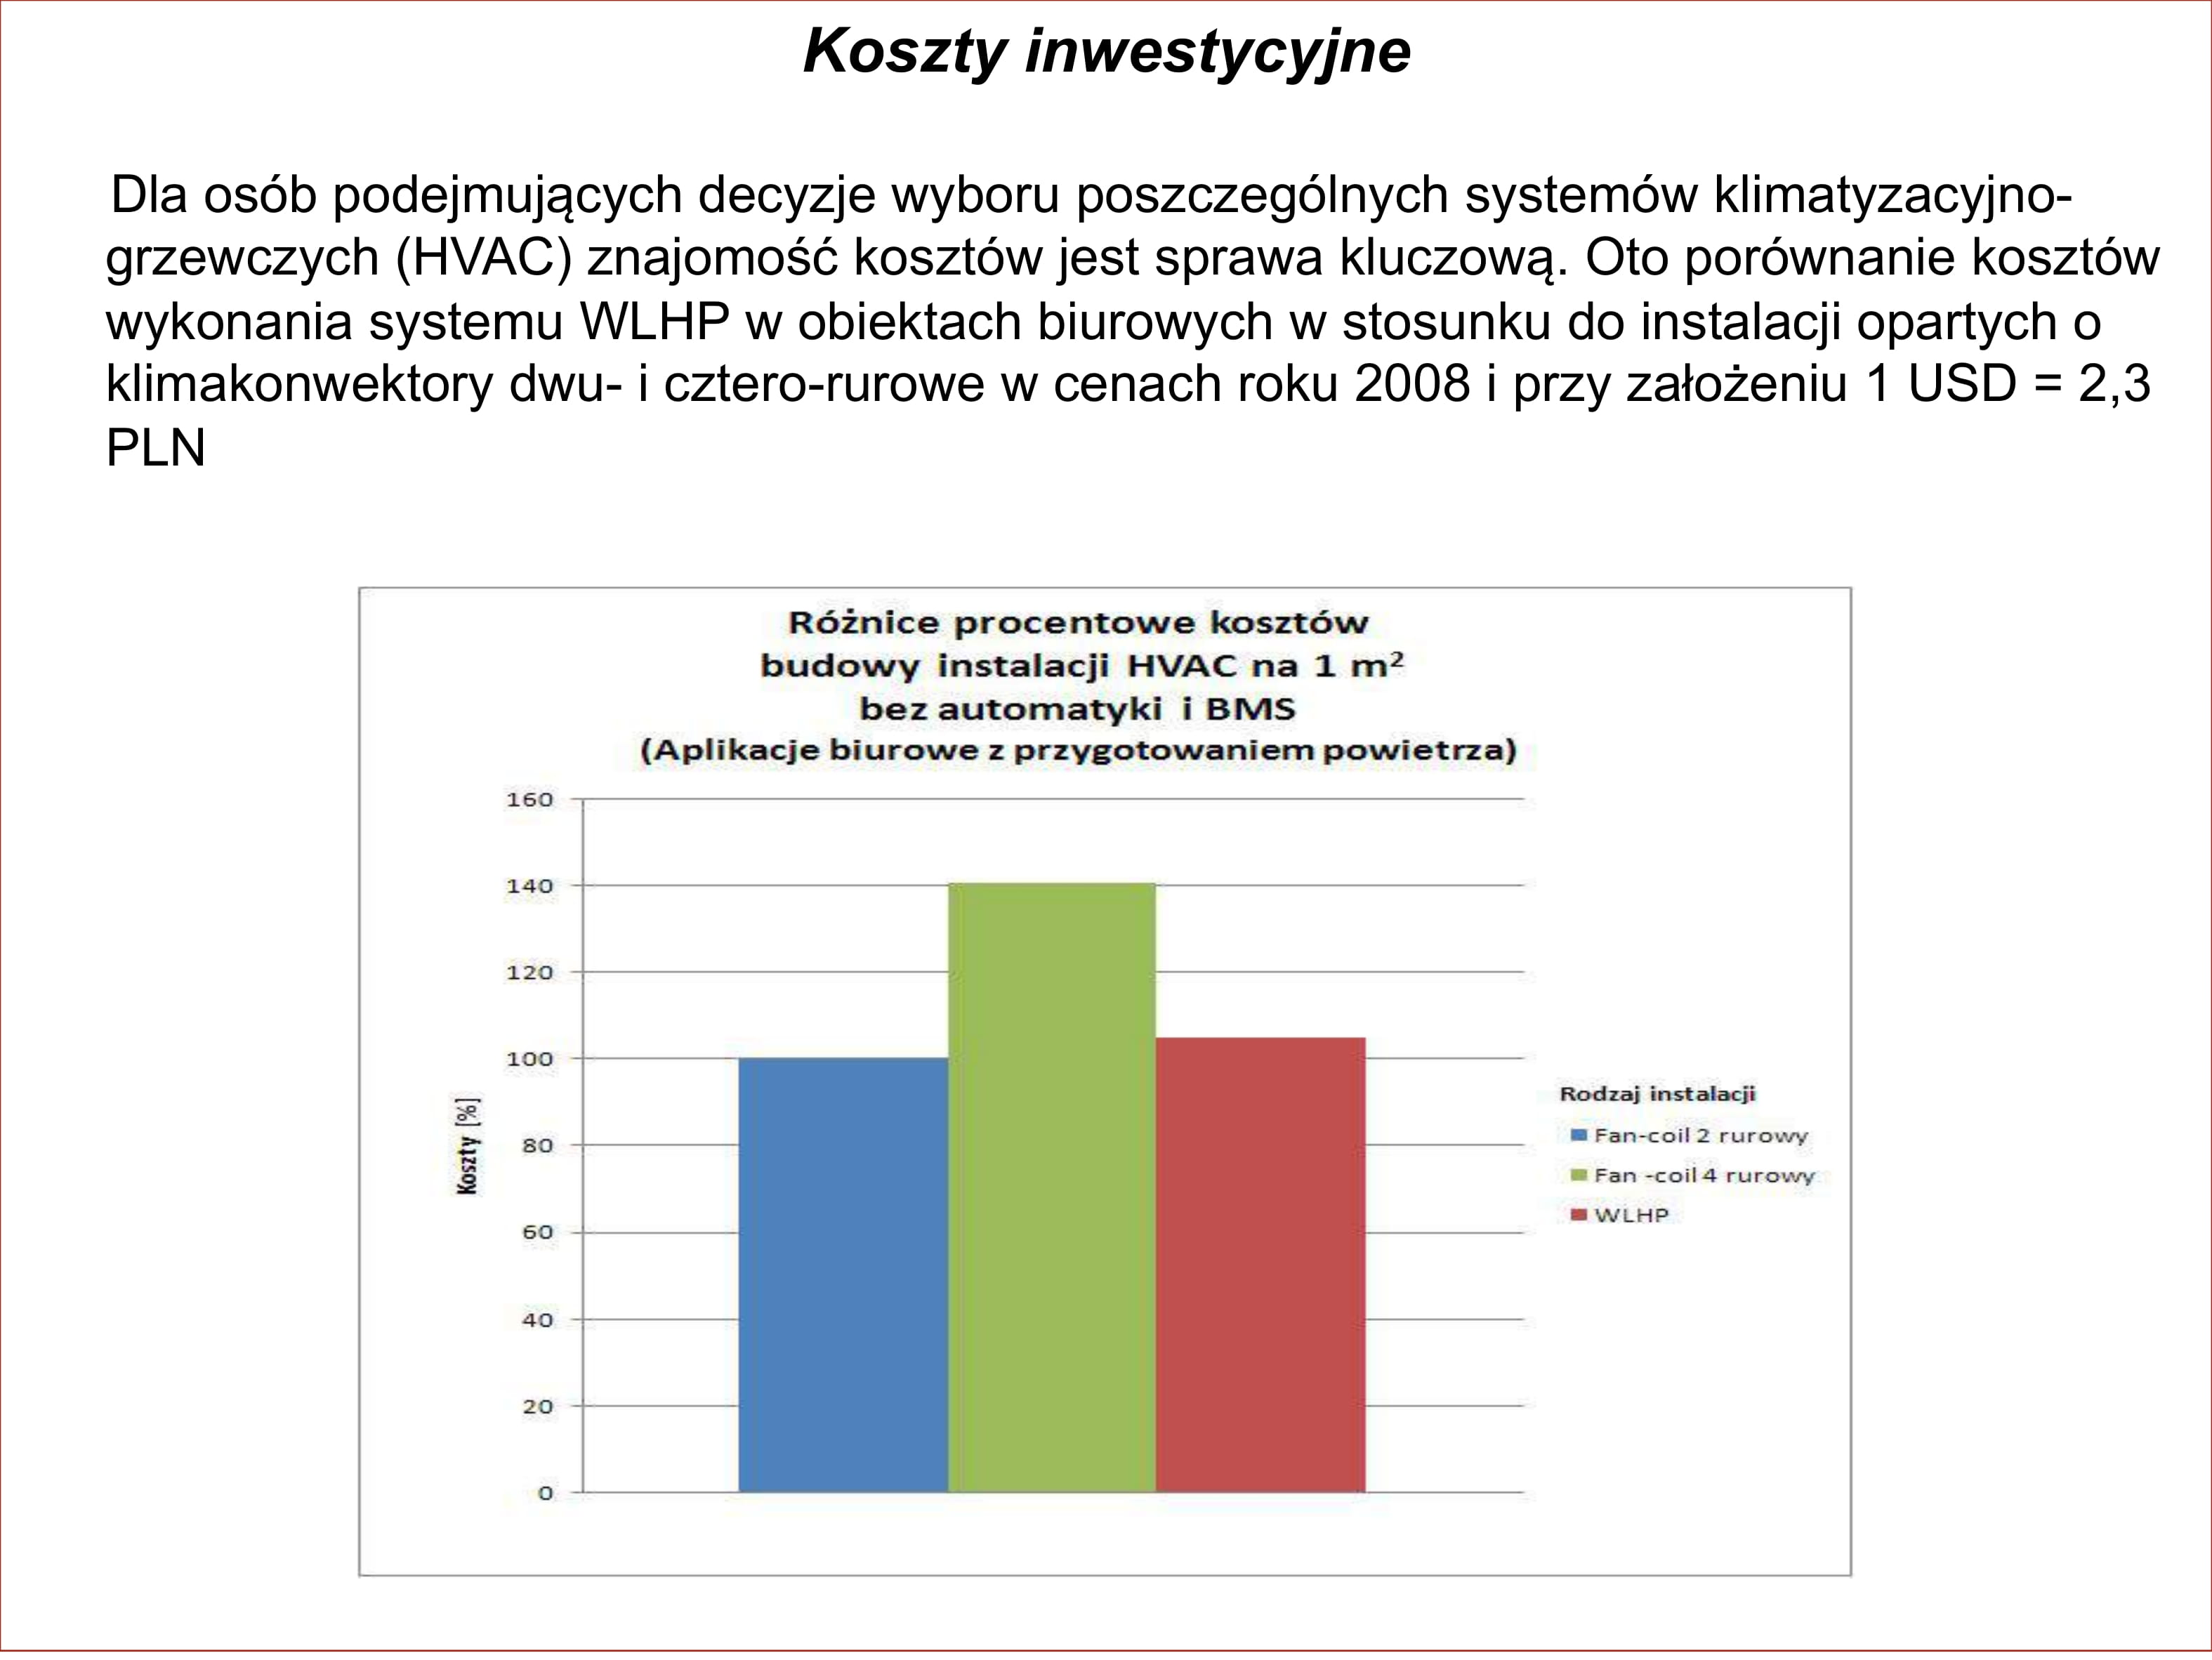 Koszty inwestycyjne
Dla osób podejmujących decyzje wyboru poszczególnych systemów klimatyzacyjno-
grzewczych (HVAC) znajomość kosztów jest sprawa kluczową. Oto porównanie kosztów
wykonania systemu WLHP w obiektach biurowych w stosunku do instalacji opartych o
klimakonwektory dwu- i cztero-rurowe w cenach roku 2008 i przy założeniu 1 USD = 2,3
PLN
Różnice procentowe kosztów
budowy instalacji HVAC na 1 m²
bez automatyki i BMS
(Aplikacje biurowe z przygotowaniem powietrza)
160
140
120
100
80
60
40
20
0
Koszty [%]
Rodzaj instalacji
Fan-coil 2 rurowy
Fan -coil 4 rurowy
WLHP